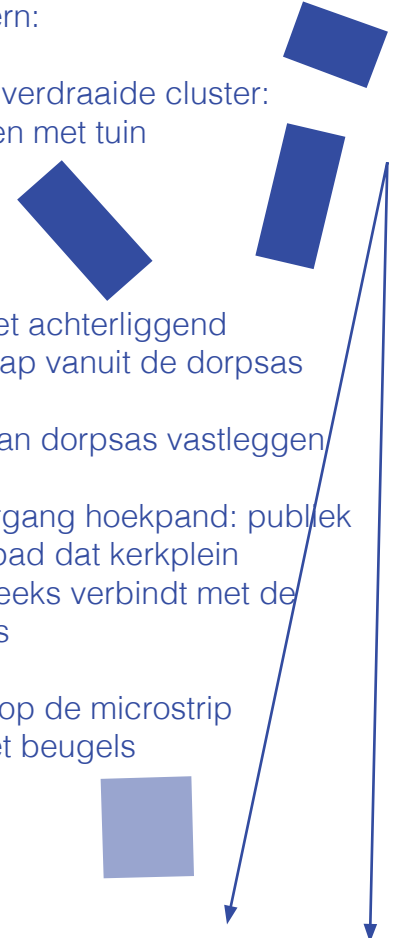 ern:
verdraaide cluster:
en met tuin
et achterliggend
ap vanuit de dorpsas
an dorpsas vastleggen
rgang hoekpand: publiek
pad dat kerkplein
eeks verbindt met de
s
op de microstrip
et beugels